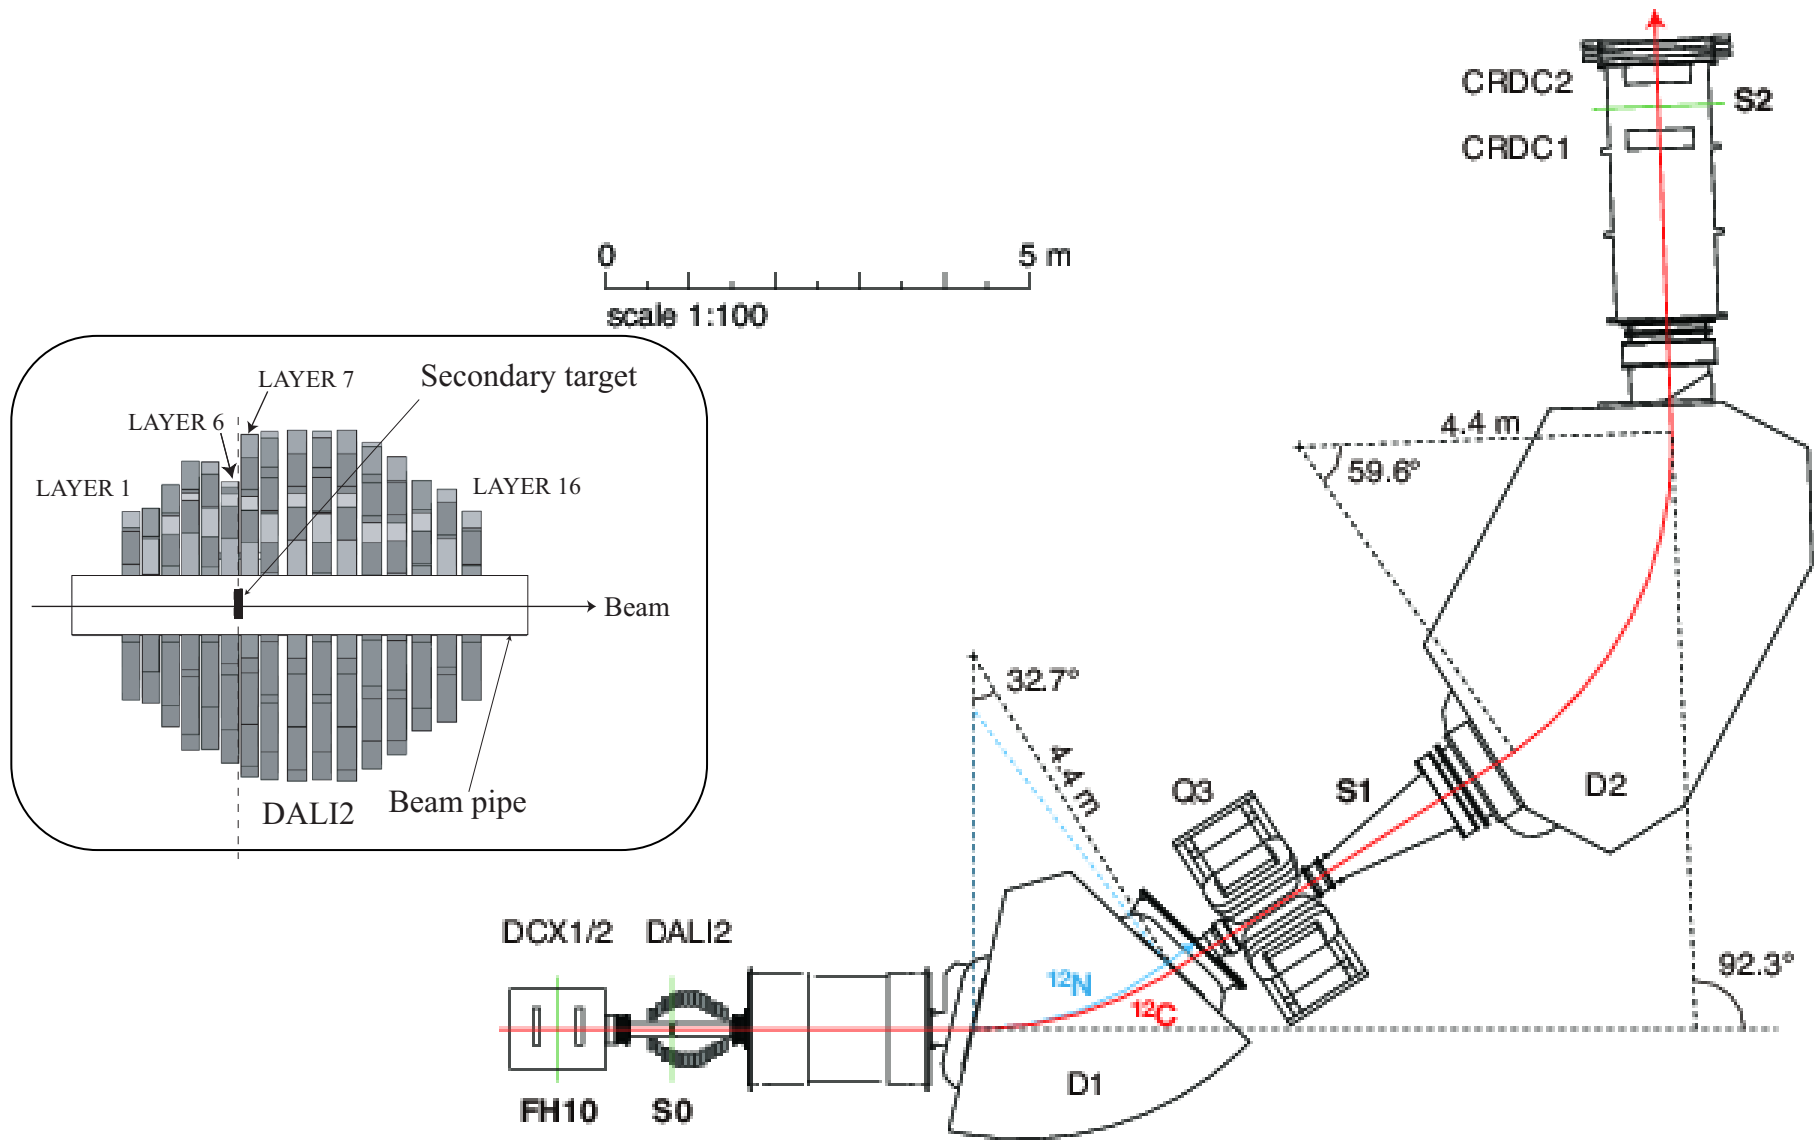 CRDC2
S2
CRDC1
0 5 m
scale 1:100
LAYER 7
Secondary target
LAYER 6
LAYER 1
LAYER 16
Beam
DALI2
Beam pipe
4.4 m
59.6°
32.7°
4.4 m
Q3
S1
D2
92.3°
DCX1/2
DALI2
12N
12C
D1
FH10
S0